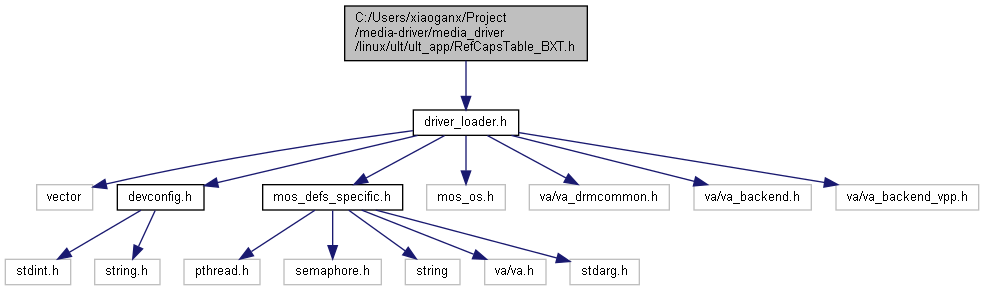 C:/Users/xiaoganx/Project
/media-driver/media_driver
/linux/ult/ult_app/RefCapsTable_BXT.h
driver_loader.h
vector
devconfig.h
mos_defs_specific.h
mos_os.h
va/va_drmcommon.h
va/va_backend.h
va/va_backend_vpp.h
stdint.h
string.h
pthread.h
semaphore.h
string
va/va.h
stdarg.h